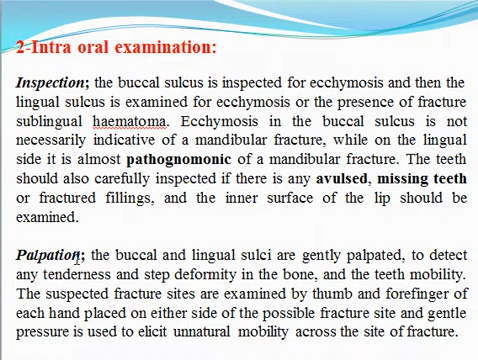 2-Intra oral examination:
Inspection; the buccal sulcus is inspected for ecchymosis and then the
lingual sulcus is examined for ecchymosis or the presence of fracture
sublingual haematoma. Ecchymosis in the buccal sulcus is not
necessarily indicative of a mandibular fracture, while on the lingual
side it is almost pathognomonic of a mandibular fracture. The teeth
should also carefully inspected if there is any avulsed, missing teeth
or fractured fillings, and the inner surface of the lip should be
examined.
Palpation; the buccal and lingual sulci are gently palpated, to detect
any tenderness and step deformity in the bone, and the teeth mobility.
The suspected fracture sites are examined by thumb and forefinger of
each hand placed on either side of the possible fracture site and gentle
pressure is used to elicit unnatural mobility across the site of fracture.